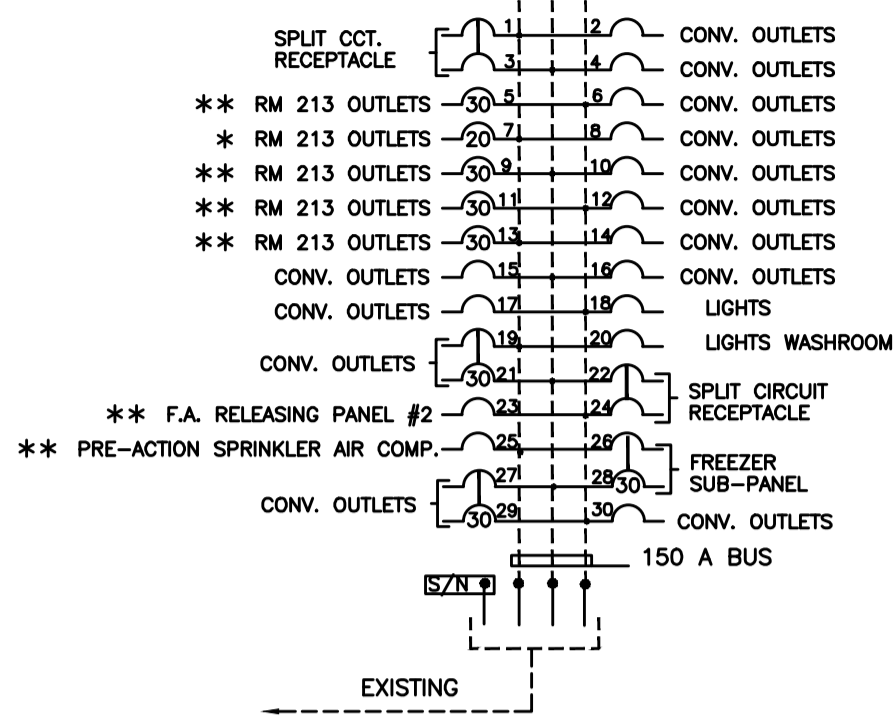 SPLIT CCT.
RECEPTACLE
1 2 CONV. OUTLETS
3 4 CONV. OUTLETS
** RM 213 OUTLETS 30 5 6 CONV. OUTLETS
* RM 213 OUTLETS 20 7 8 CONV. OUTLETS
** RM 213 OUTLETS 30 9 10 CONV. OUTLETS
** RM 213 OUTLETS 30 11 12 CONV. OUTLETS
** RM 213 OUTLETS 30 13 14 CONV. OUTLETS
CONV. OUTLETS 15 16 CONV. OUTLETS
CONV. OUTLETS 17 18 LIGHTS
19 20 LIGHTS WASHROOM
CONV. OUTLETS
30 21 22
SPLIT CIRCUIT
RECEPTACLE
** F.A. RELEASING PANEL #2 23 24
** PRE-ACTION SPRINKLER AIR COMP. 25 26
FREEZER
SUB-PANEL
27 28 30
CONV. OUTLETS
30 29 30 CONV. OUTLETS
150 A BUS
S/N
EXISTING